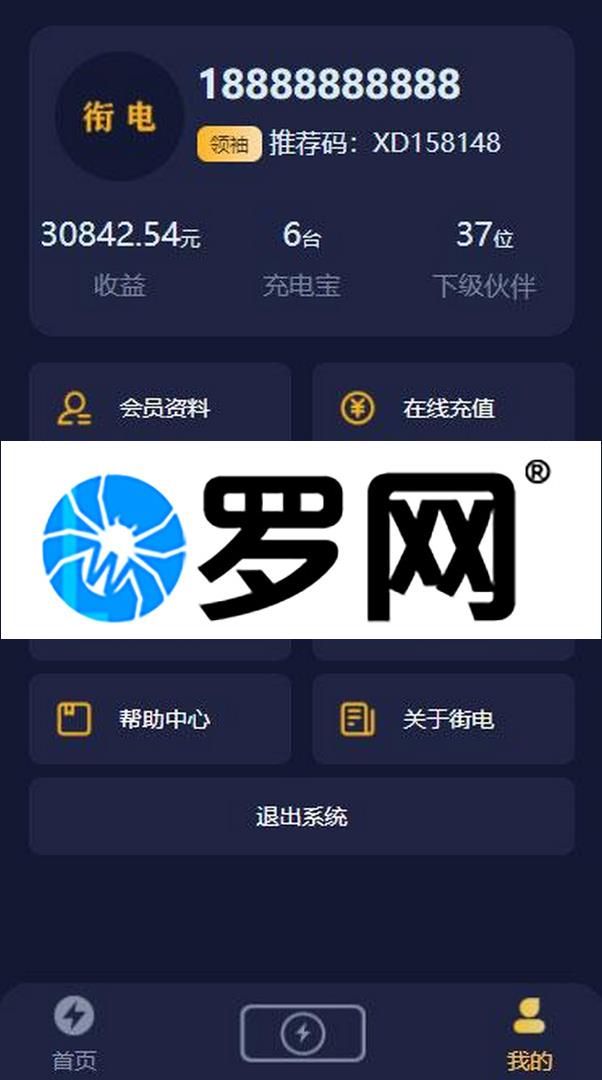 衔电
18888888888
领袖 推荐码：XD158148
30842.54元 6台 37位
收益 充电宝 下级伙伴
会员资料 在线充值
罗网®
帮助中心 关于街电
退出系统
首页 我的